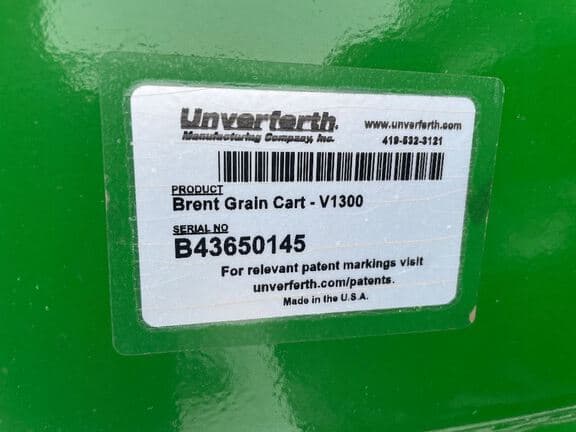 Unverferth
Manufacturing Company, Inc.
www.unverferth.com
419-532-3121
PRODUCT
Brent Grain Cart - V1300
SERIAL NO
B43650145
For relevant patent markings visit
unverferth.com/patents.
Made in the U.S.A.